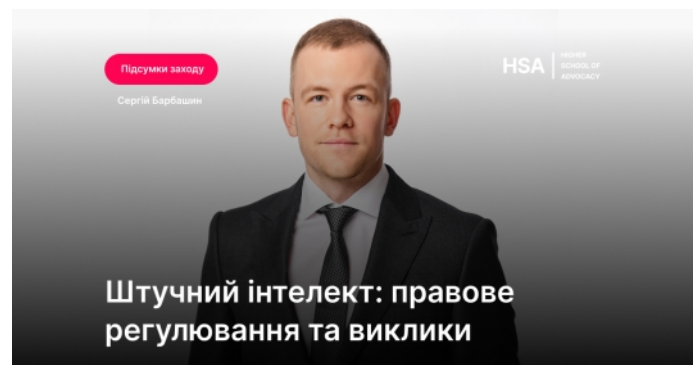 Підсумки заходу
Сергій Барбашин
HSA
HIGHER
SCHOOL OF
ADVOCACY
Штучний інтелект: правове
регулювання та виклики